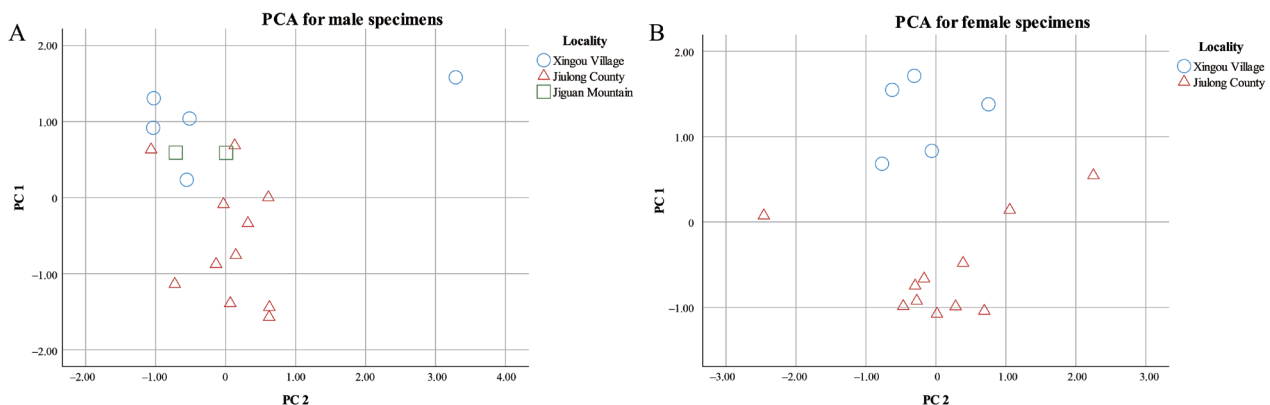 A
PCA for male specimens
2.00
1.00
0
−1.00
−2.00
PC 1
−2.00
−1.00
0
1.00
2.00
3.00
4.00
PC 2
Locality
Xingou Village
Jiulong County
Jiguan Mountain
B
PCA for female specimens
2.00
1.00
0
−1.00
PC 1
−3.00
−2.00
−1.00
0
1.00
2.00
3.00
PC 2
Locality
Xingou Village
Jiulong County